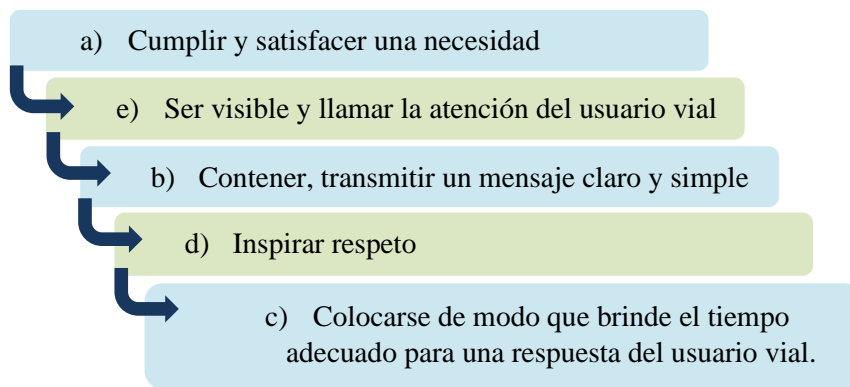 a) Cumplir y satisfacer una necesidad
e) Ser visible y llamar la atención del usuario vial
b) Contener, transmitir un mensaje claro y simple
d) Inspirar respeto
c) Colocarse de modo que brinde el tiempo
adecuado para una respuesta del usuario vial.